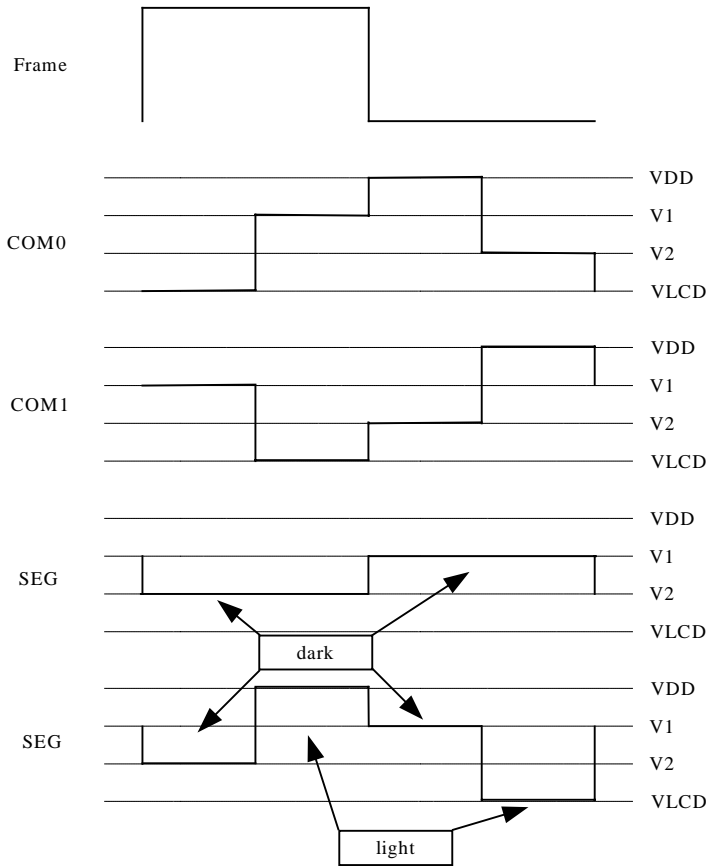 Frame
VDD
V1
COM0
V2
VLCD
VDD
V1
COM1
V2
VLCD
VDD
V1
SEG
V2
VLCD
dark
VDD
V1
SEG
V2
VLCD
light